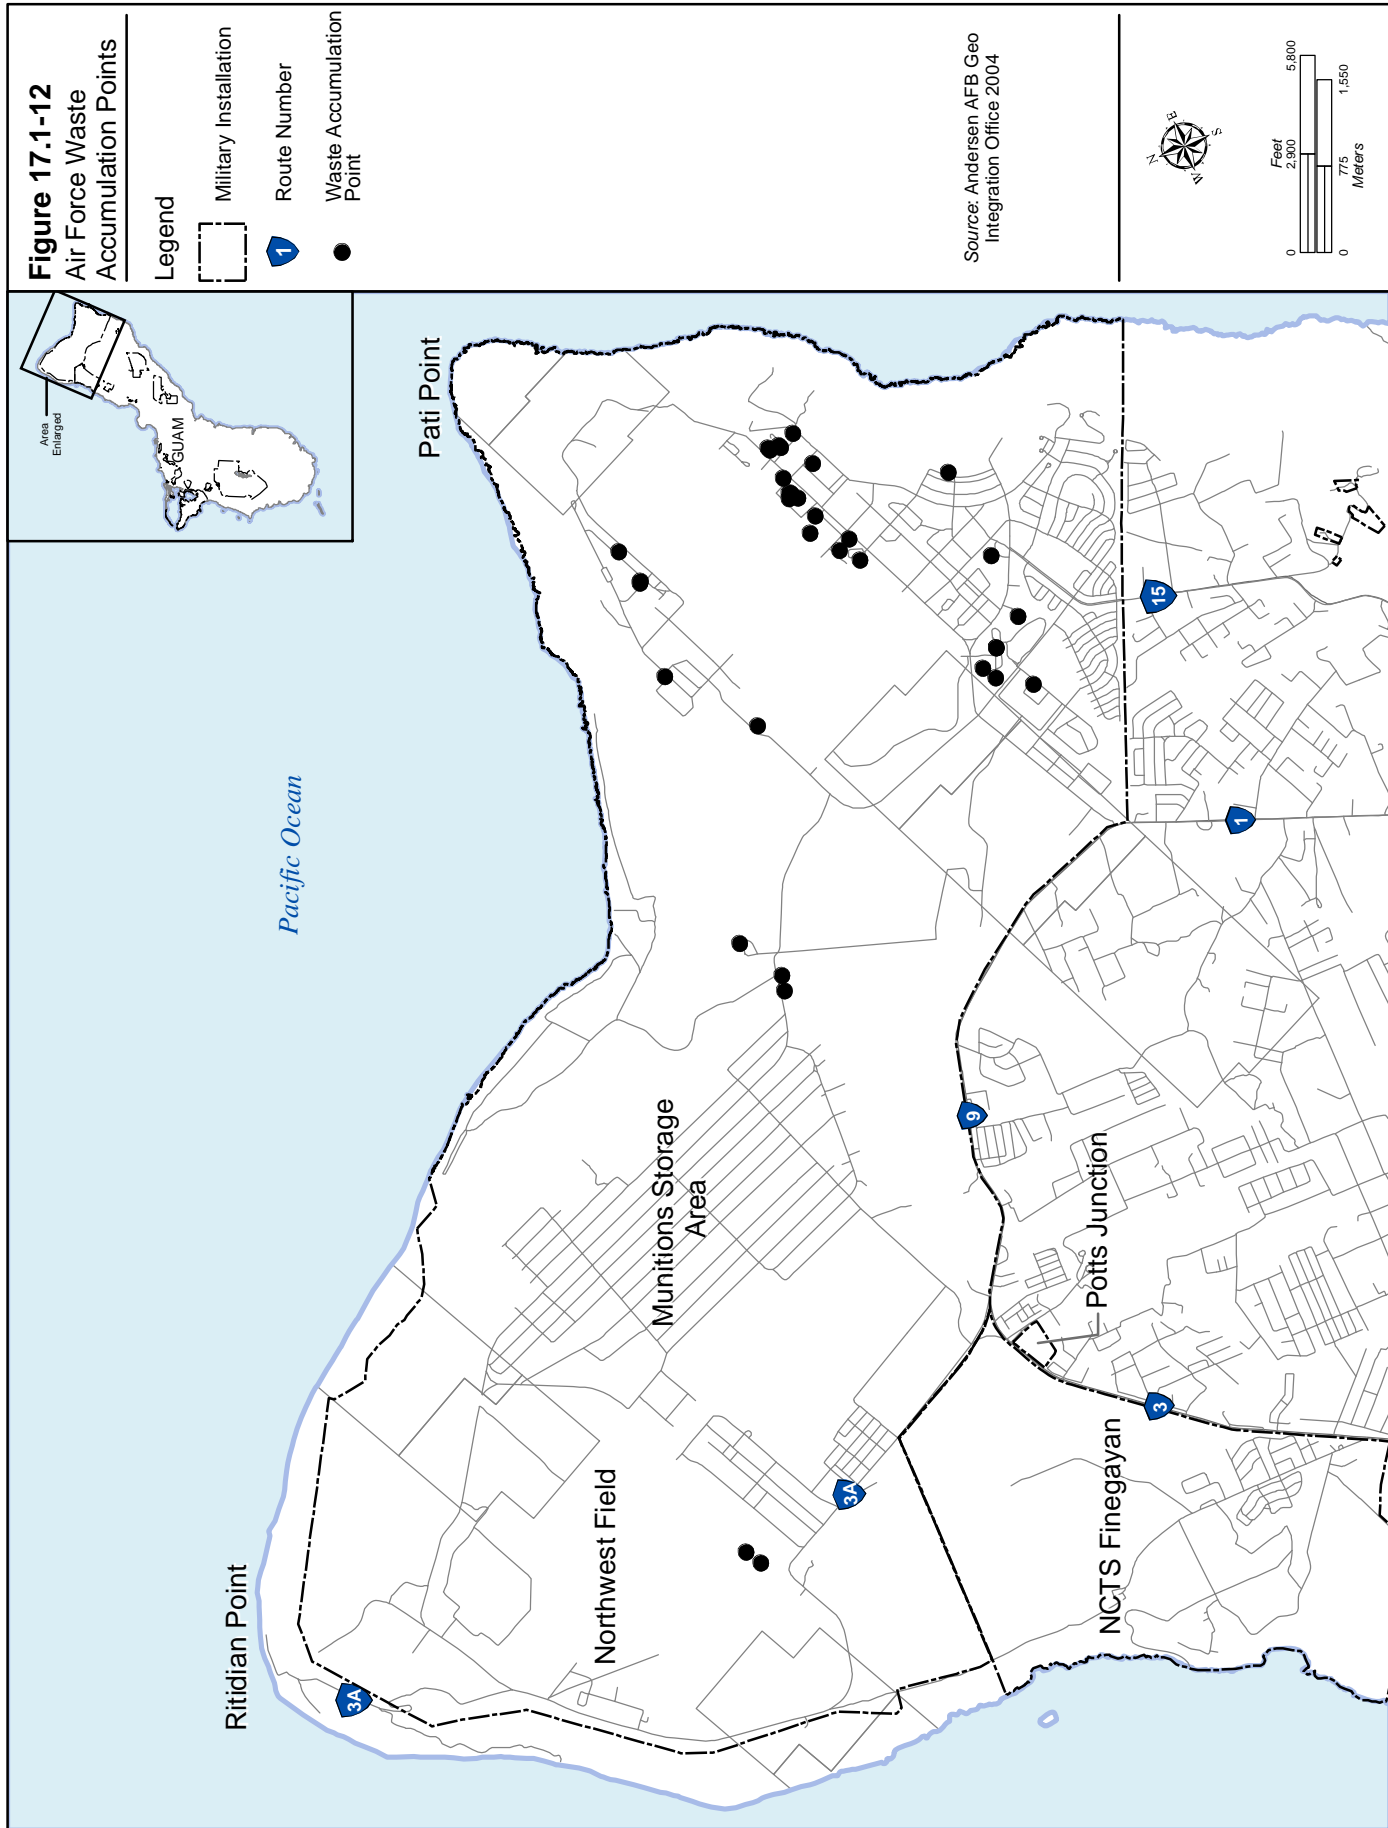 Figure 17.1-12
Air Force Waste
Accumulation Points
Legend
Military Installation
1
Route Number
Waste Accumulation
Point
Source: Andersen AFB Geo
Integration Office 2004
N
E
S
W
Feet
0
2,900
5,800
0
775
1,550
Meters
Area
Enlarged
GUAM
Pati Point
Pacific Ocean
Ritidian Point
3A
Northwest Field
Munitions Storage
Area
3A
NCTS Finegayan
3
Potts Junction
9
1
15